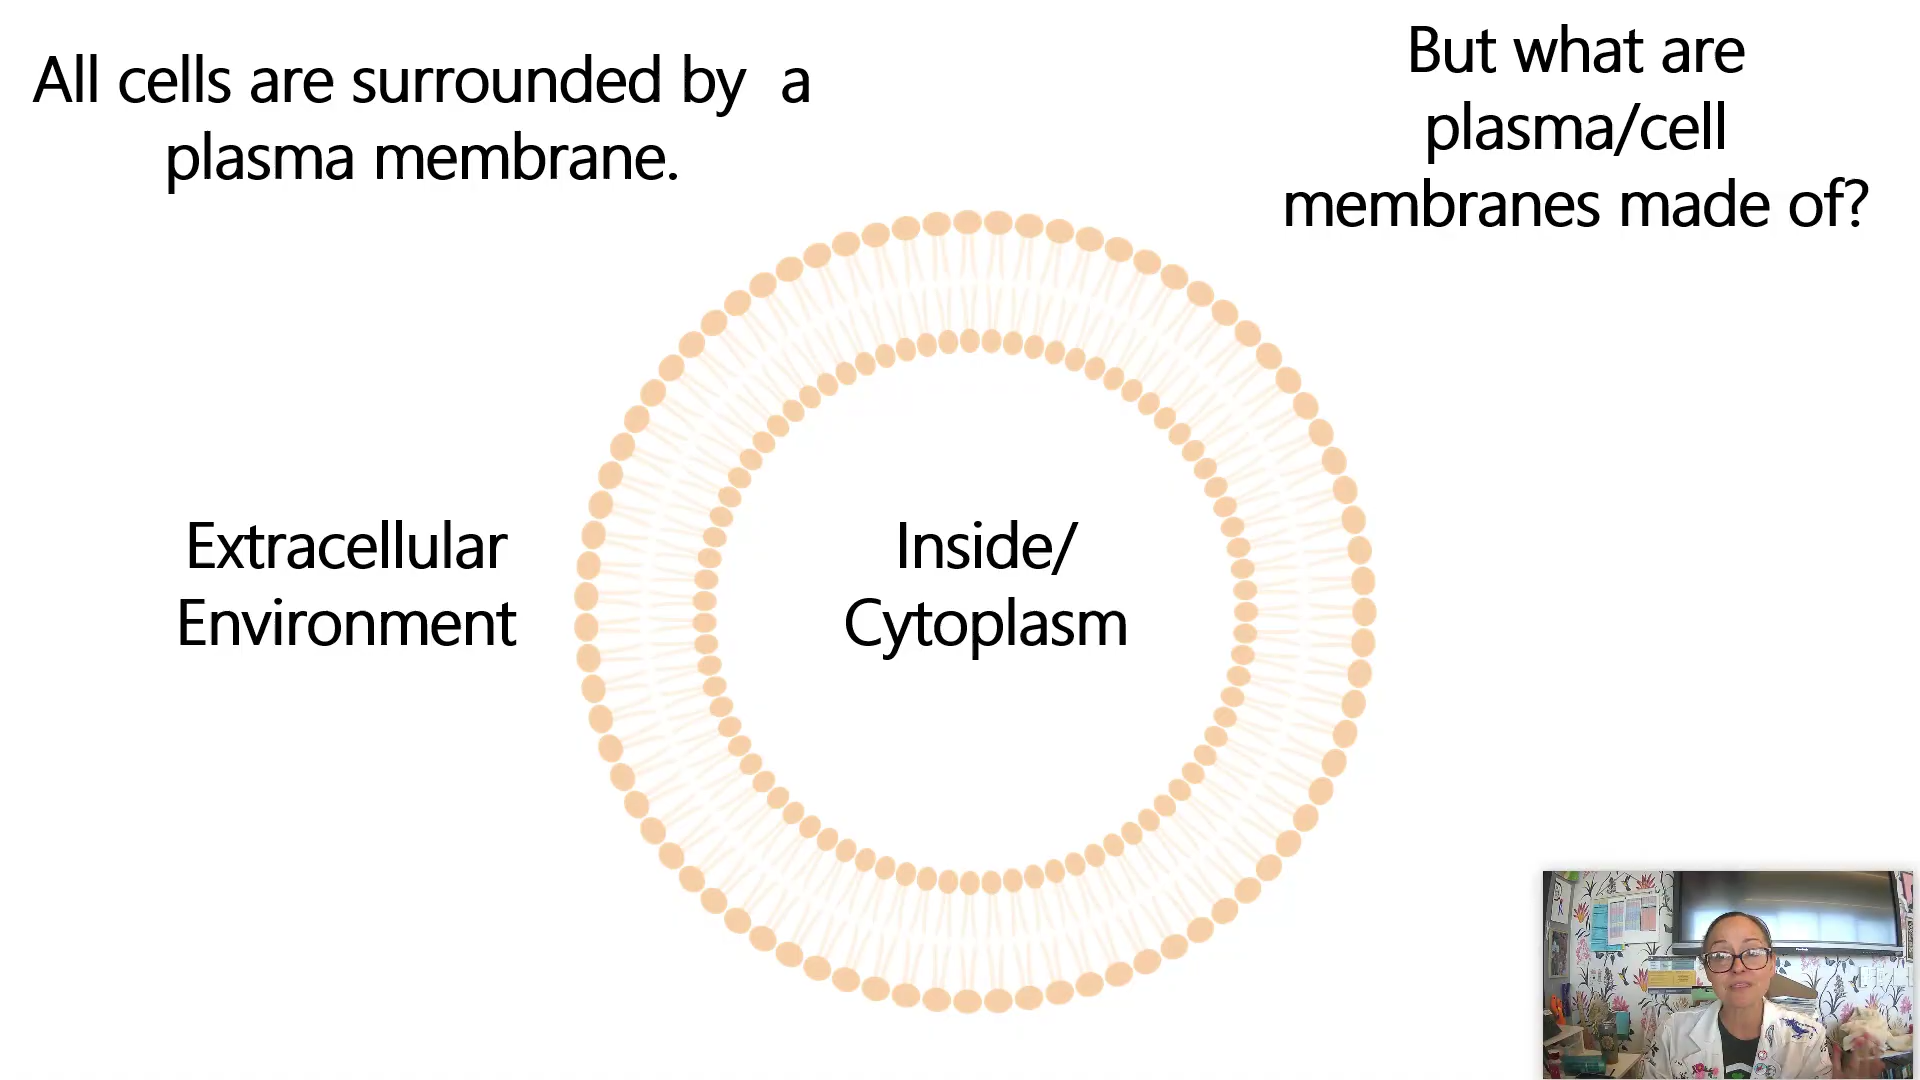 All cells are surrounded by a
plasma membrane.
But what are
plasma/cell
membranes made of?
Extracellular
Environment
Inside/
Cytoplasm